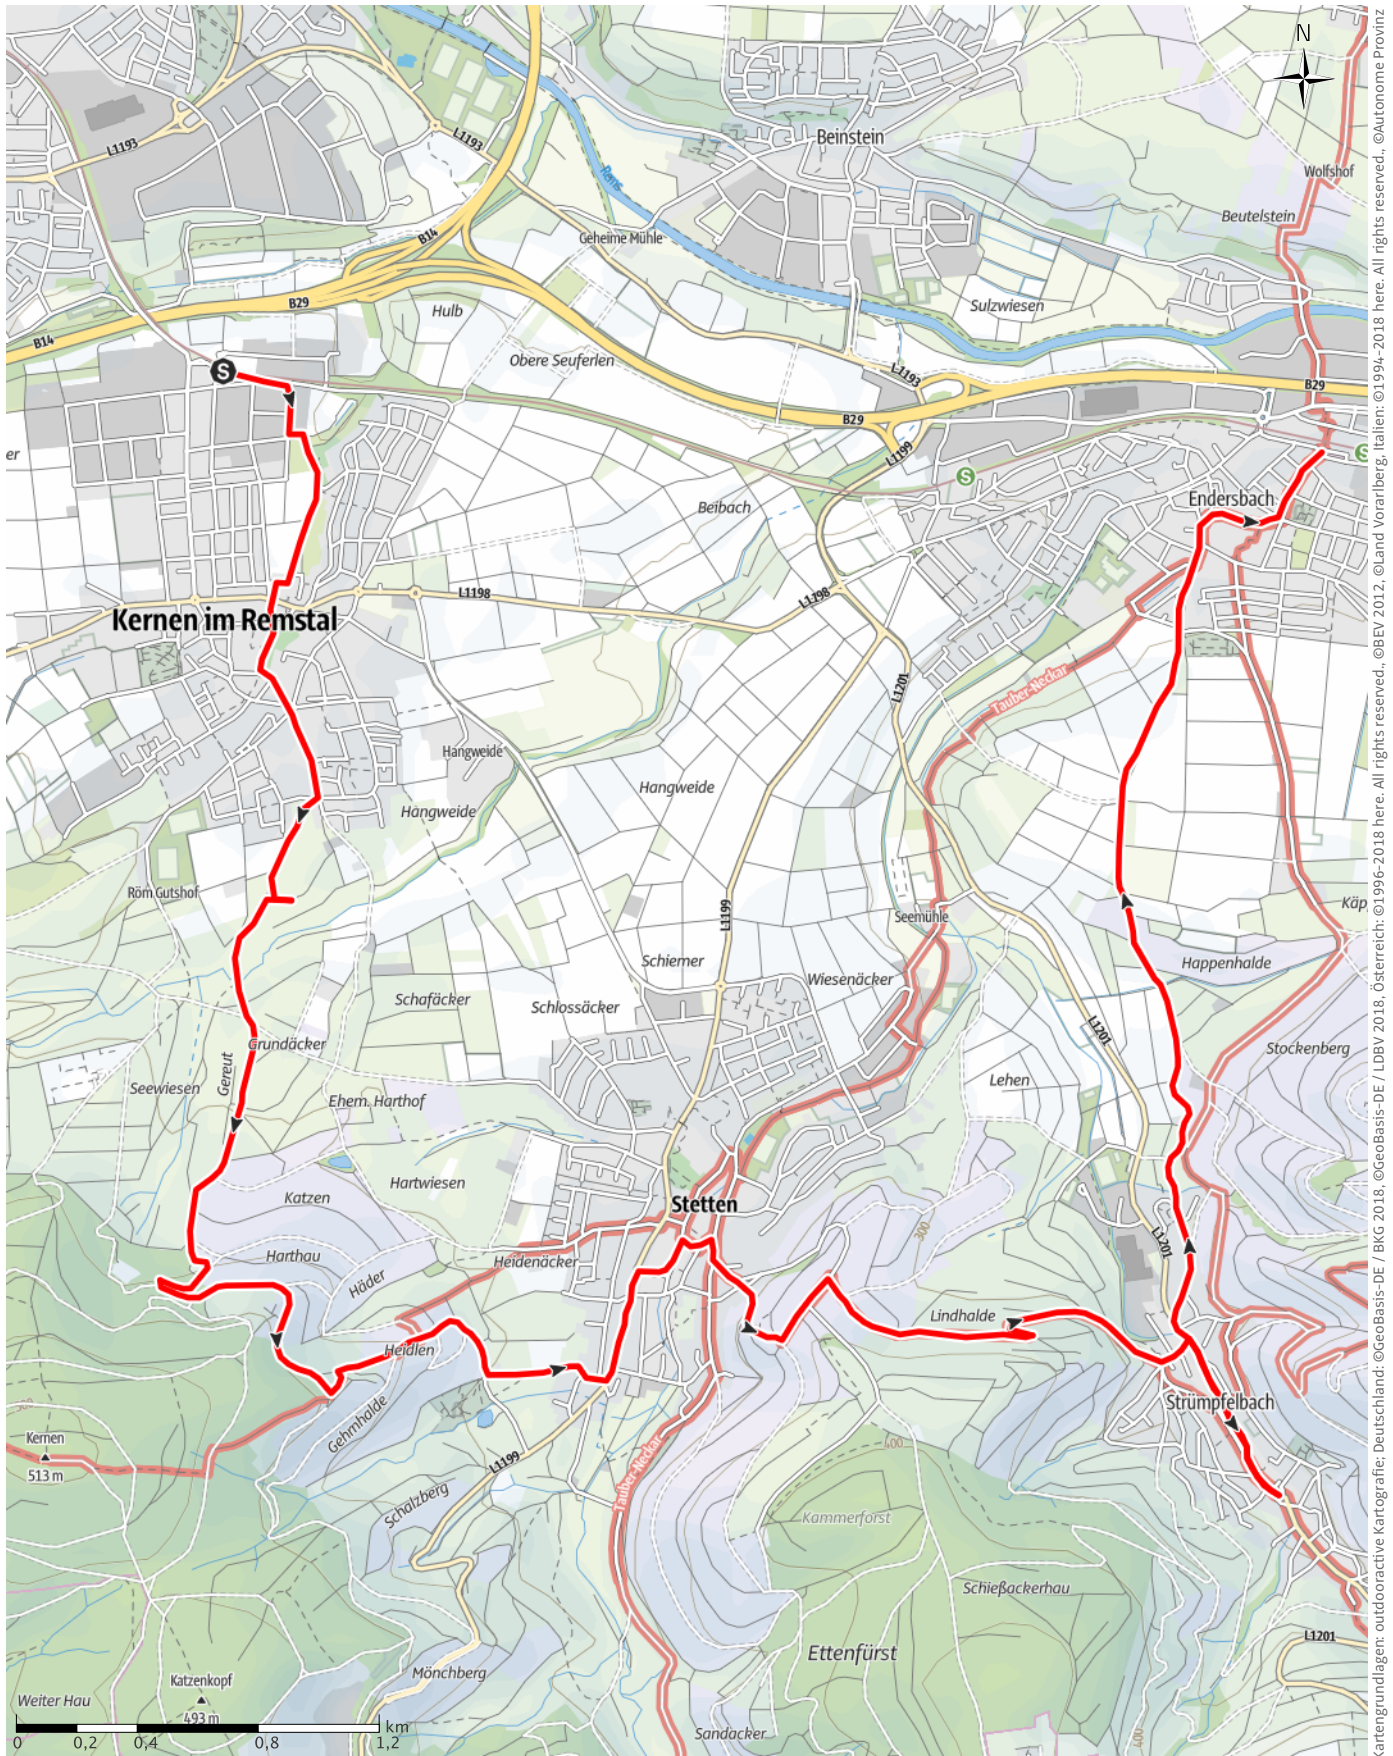 N
L1193
L1193
Beinstein
Rems
Wolfshof
Beutelstein
B14
Geheime Mühle
B29
Hulb
Sulzwiesen
B14
Obere Seuferlen
L1193
S
B29
B29
L1199
er
S
S
Endersbach
Beibach
L1198
L1198
Kernen im Remstal
L1201
Tauber-Neckar
Hangweide
Hangweide
Hangweide
Röm Gutshof
L1199
Seemühle
Käp
Schierner
Wiesenäcker
Happenhalde
Schafäcker
Schlossäcker
L1201
Grundäcker
Stockenberg
Gereut
Seewiesen
Lehen
Ehem. Harthof
Hartwiesen
Katzen
Stetten
300
Harthau
Heidenäcker
L1201
Häder
Lindhalde
Heidlen
Strümpfelbach
300
Gehrnhalde
Kernen
513 m
400
L1199
Tauber-Neckar
Schalzberg
Kammerforst
Schießackerhau
L1201
Ettenfürst
Mönchberg
Katzenkopf
493 m
Weiter Hau
Sandacker
400
km
0 0,2 0,4 0,8 1,2
artengrundlagen: outdooractive Kartografie; Deutschland: ©GeoBasis-DE / BKG 2018, ©GeoBasis-DE / LDBV 2018, Österreich: ©1996-2018 here. All rights reserved., ©BEV 2012, ©Land Vorarlberg, Italien: ©1994-2018 here. All rights reserved., ©Autonome Provinz